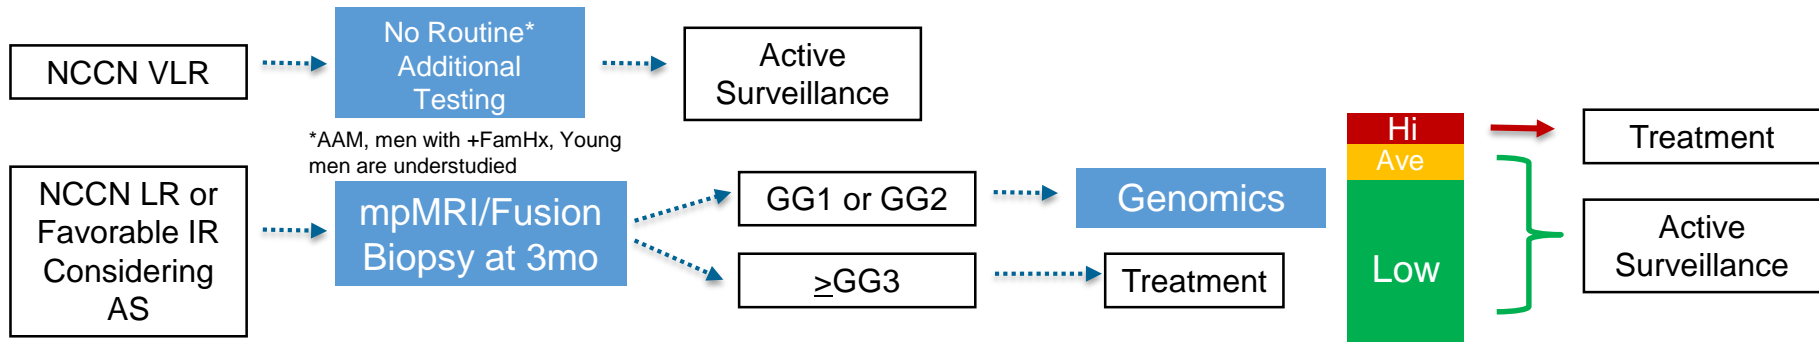 NCCN VLR
No Routine*
Additional
Testing
Active
Surveillance
*AAM, men with +FamHx, Young
men are understudied
NCCN LR or
Favorable IR
Considering
AS
mpMRI/Fusion
Biopsy at 3mo
GG1 or GG2
≥GG3
Genomics
Treatment
Hi
Ave
Low
Treatment
Active
Surveillance